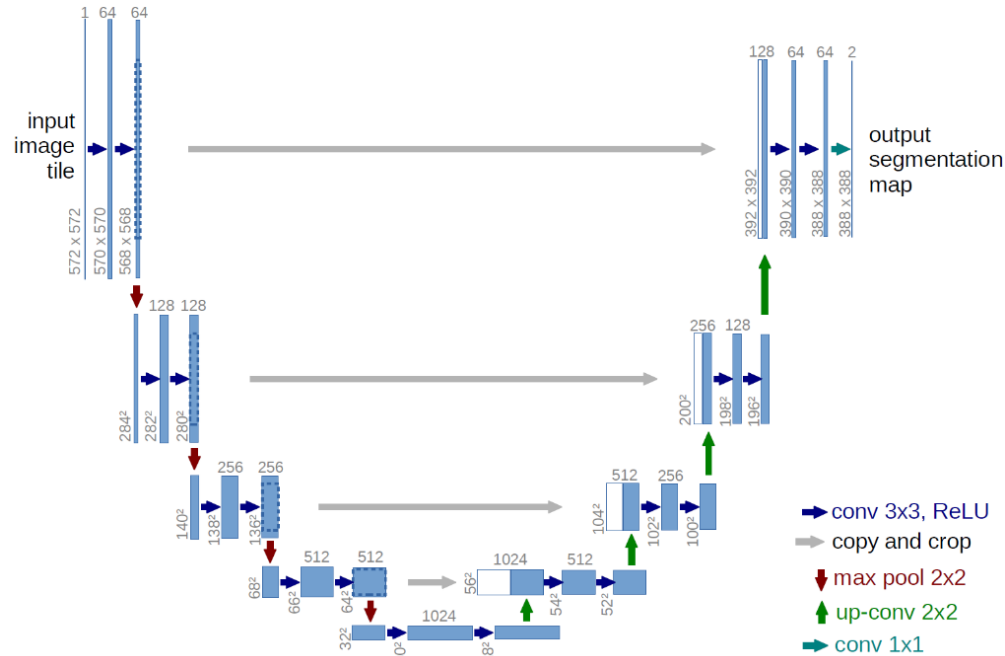 1 64 64
128
64 64 2
input
image
tile
output
segmentation
map
572 x 572
570 x 570
568 x 568
392 x 392
390 x 390
388 x 388
388 x 388
128 128
256 128
284²
282²
280²
200²
198²
196²
256 256
512 256
140²
138²
136²
104²
102²
100²
512 512
1024 512
68²
66²
64²
56²
54²
52²
1024
32²
0²
8²
conv 3x3, ReLU
copy and crop
max pool 2x2
up-conv 2x2
conv 1x1